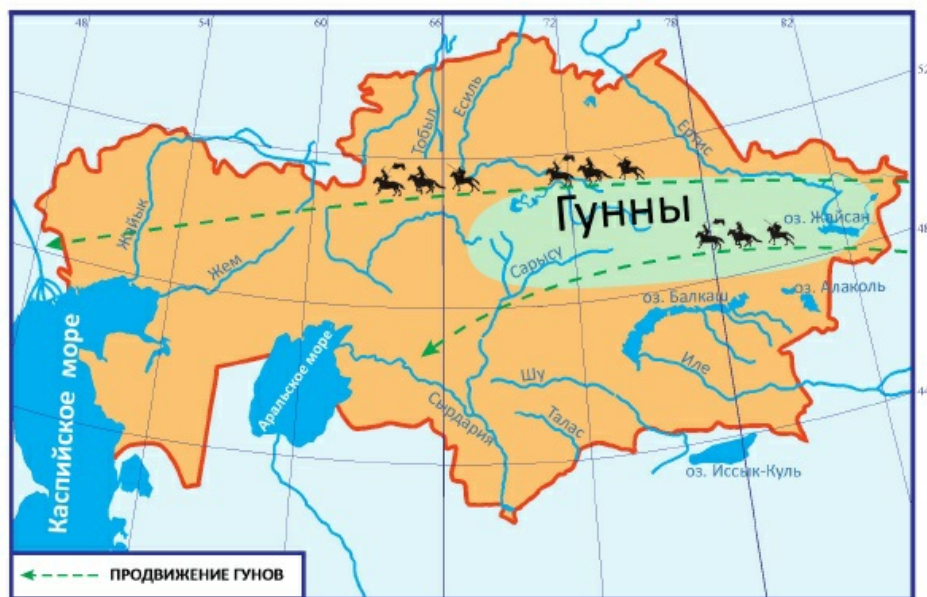 48
54
60
66
72
78
82
52
Тобыл
Есиль
Ертис
Гунны
оз. Жайсан
48
Жайык
Жем
Сарысу
оз. Балкаш
оз. Алаколь
Каспийское море
Аральское море
Сырдария
Шу
Талас
Иле
44
оз. Иссык-Куль
ПРОДВИЖЕНИЕ ГУНОВ